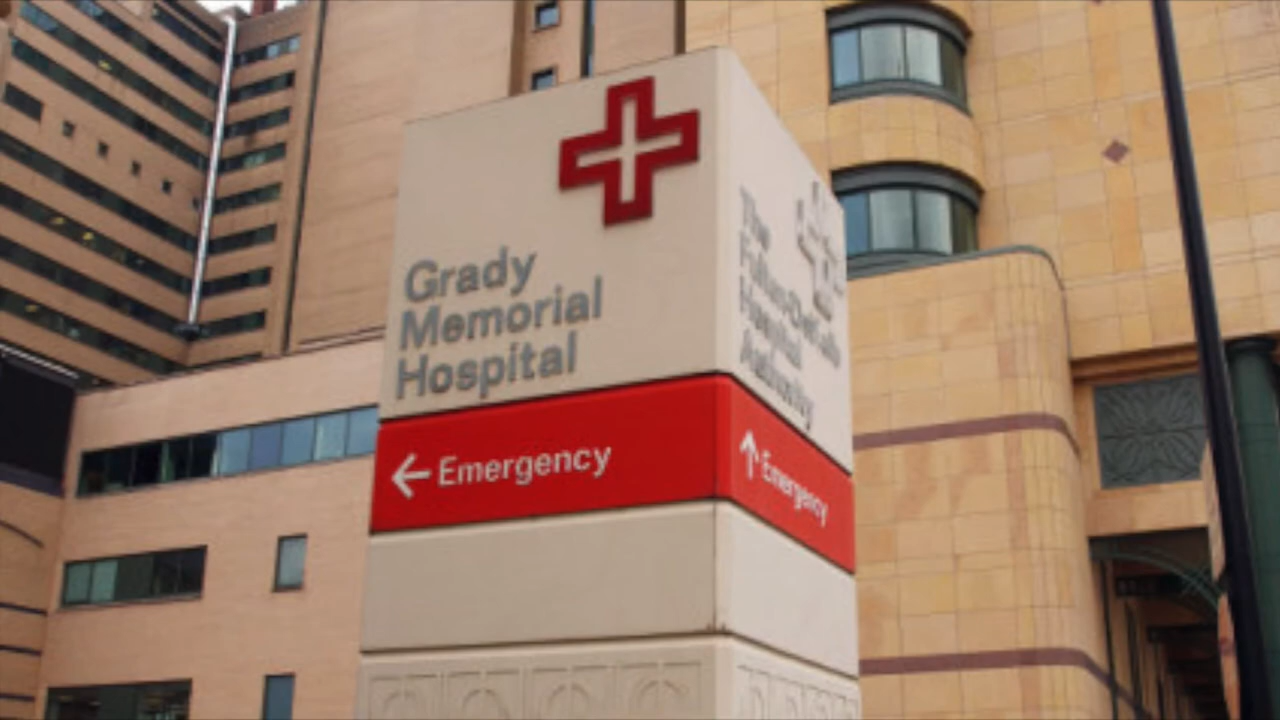 Grady
Memorial
Hospital
← Emergency
The
Fulton-DeKalb
Hospital
Authority
↑ Emergency